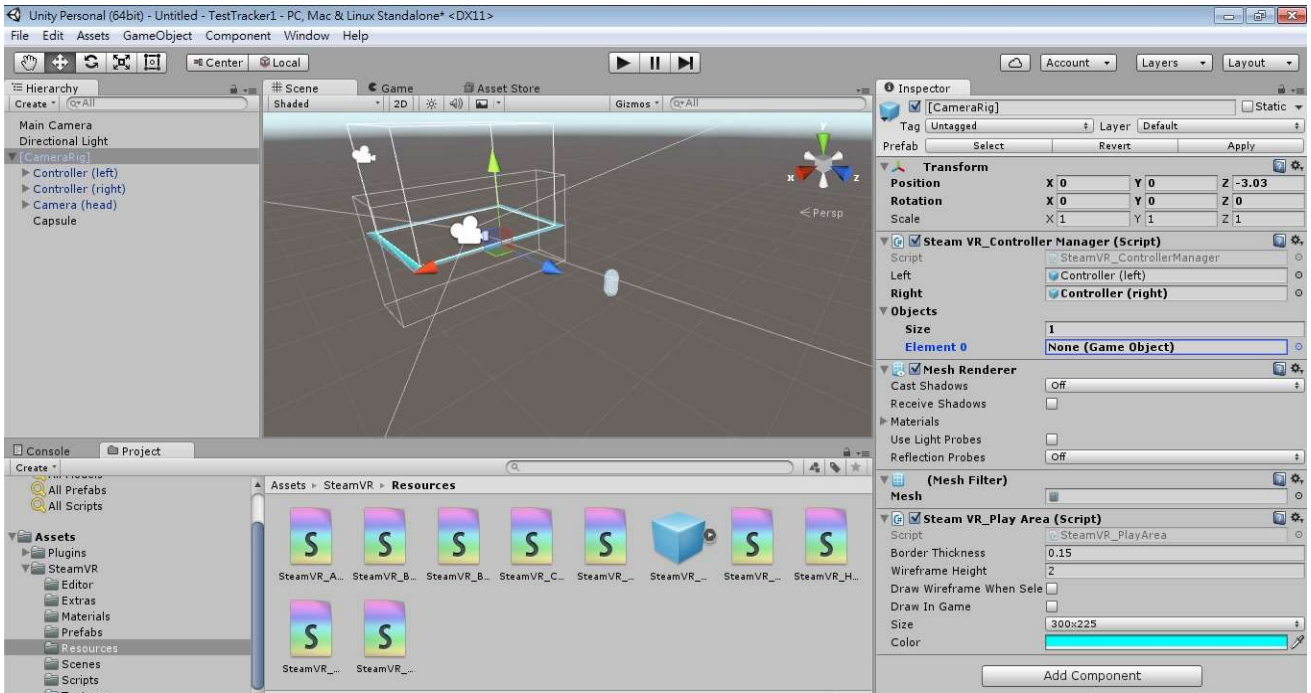 Unity Personal (64bit) - Untitled - TestTracker1 - PC, Mac & Linux Standalone* <DX11>
File Edit Assets GameObject Component Window Help
Center Local
Account Layers Layout
Hierarchy
Create All
Main Camera
Directional Light
[CameraRig]
Controller (left)
Controller (right)
Camera (head)
Capsule
Scene Game Asset Store
Shaded 2D Gizmos All
y
x
z
Persp
Console Project
Create
All Prefabs
All Scripts
Assets
Plugins
SteamVR
Editor
Extras
Materials
Prefabs
Resources
Scenes
Scripts
Assets SteamVR Resources
SteamVR_A... SteamVR_B... SteamVR_B... SteamVR_C... SteamVR_... SteamVR_... SteamVR_... SteamVR_H...
SteamVR_... SteamVR_...
Inspector
[CameraRig] Static
Tag Untagged Layer Default
Prefab Select Revert Apply
Transform
Position X 0 Y 0 Z -3.03
Rotation X 0 Y 0 Z 0
Scale X 1 Y 1 Z 1
Steam VR_Controller Manager (Script)
Script SteamVR_ControllerManager
Left Controller (left)
Right Controller (right)
Objects
Size 1
Element 0 None (Game Object)
Mesh Renderer
Cast Shadows Off
Receive Shadows
Materials
Use Light Probes
Reflection Probes Off
(Mesh Filter)
Mesh
Steam VR_Play Area (Script)
Script SteamVR_PlayArea
Border Thickness 0.15
Wireframe Height 2
Draw Wireframe When Sele
Draw In Game
Size 300x225
Color
Add Component